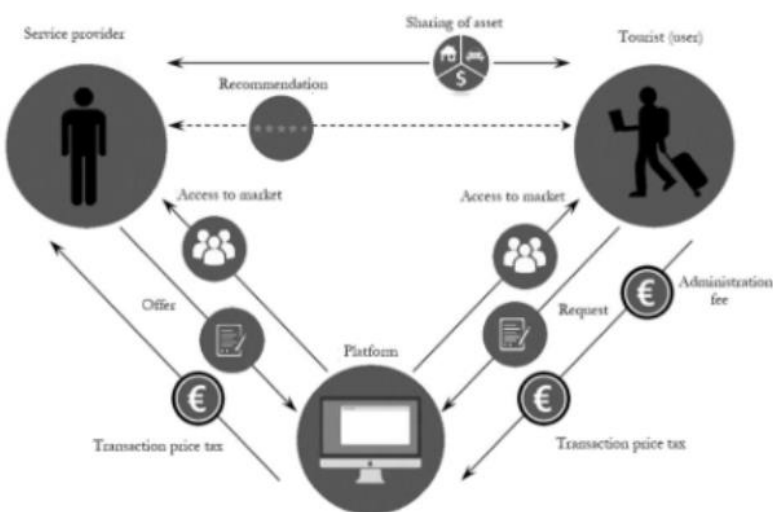 Sharing of asset
Service provider
Tourist (user)
$
Recommendation
Access to market
Access to market
Administration
fee
€
Offer
Request
Platform
€
€
Transaction price tax
Transaction price tax